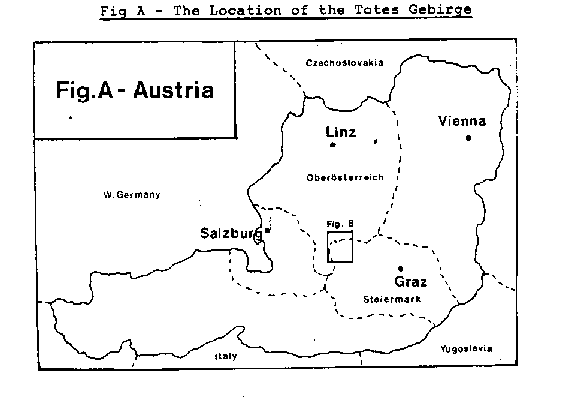 Fig A - The Location of the Totes Gebirge
Fig.A - Austria
Czechoslovakia
Vienna
Linz
Oberösterreich
W. Germany
Salzburg
Fig. B
Graz
Steiermark
Italy
Yugoslavia